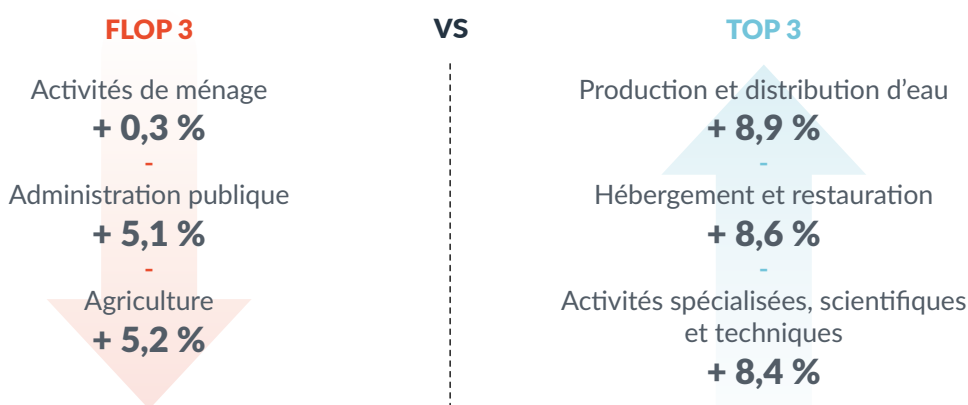 FLOP 3
Activités de ménage
+ 0,3 %
-
Administration publique
+ 5,1 %
-
Agriculture
+ 5,2 %
VS
TOP 3
Production et distribution d’eau
+ 8,9 %
-
Hébergement et restauration
+ 8,6 %
-
Activités spécialisées, scientifiques
et techniques
+ 8,4 %